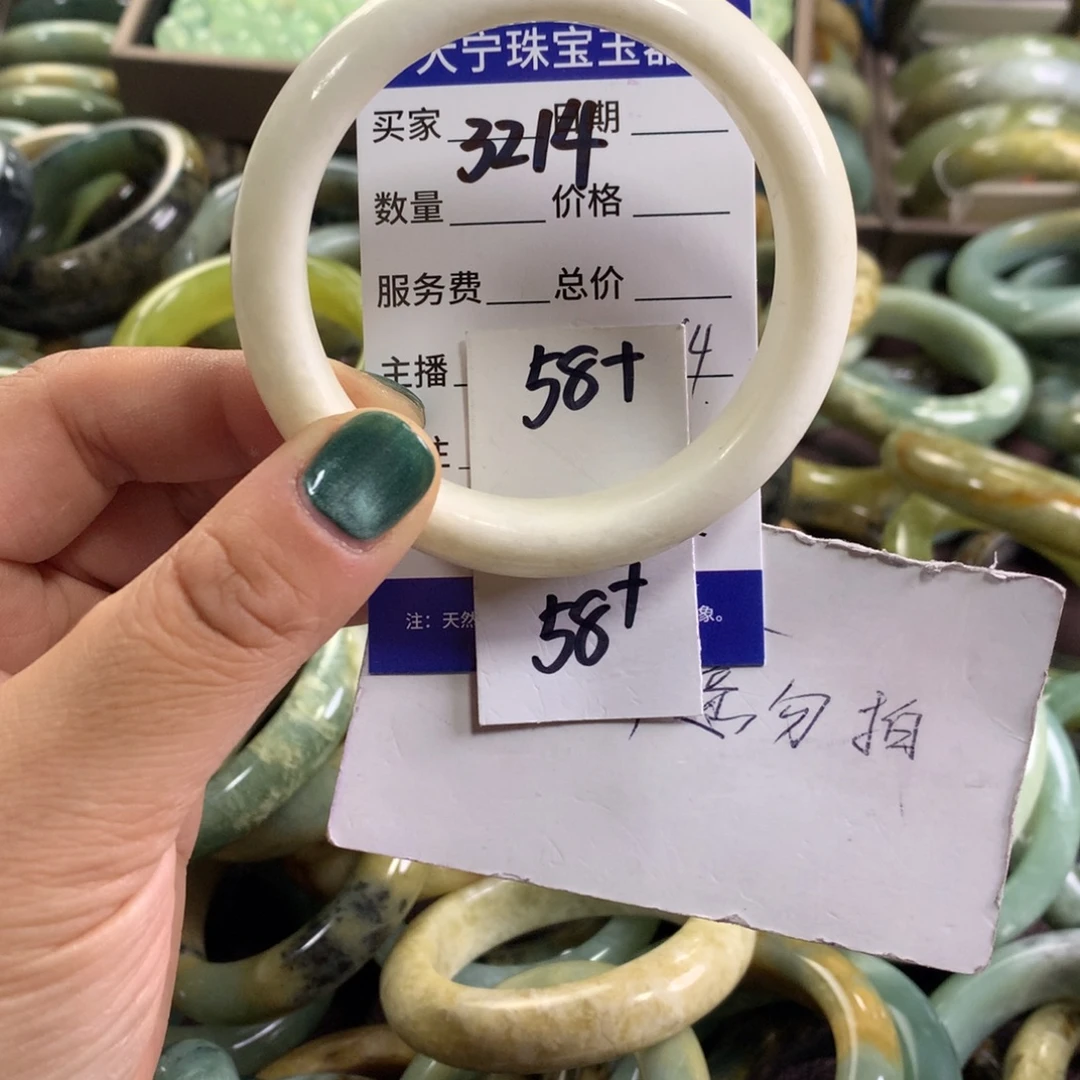 宁珠宝玉器
买家 3214 日期
数量 价格
服务费 总价
主播 4
58+
58+
注：天然 象。
勿拍